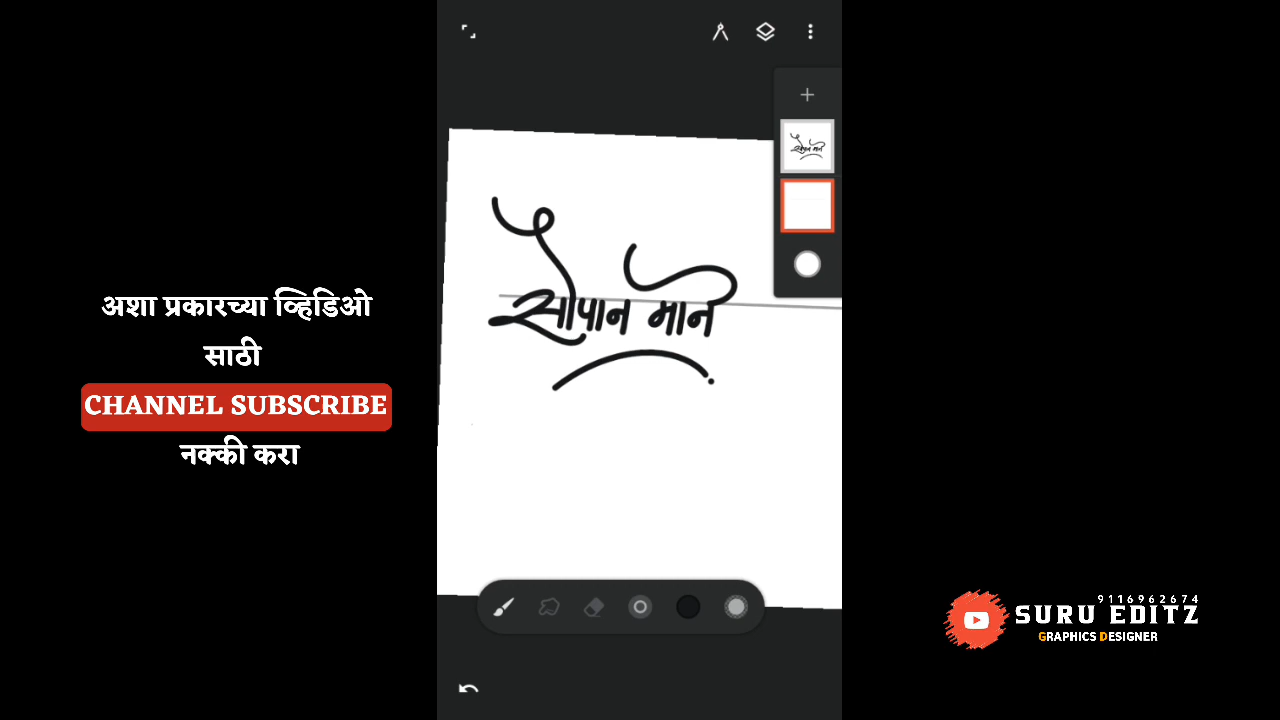 अशा प्रकारच्या व्हिडिओ
साठी
CHANNEL SUBSCRIBE
नक्की करा
सोपान माने
9116962674
SURU EDITZ
GRAPHICS DESIGNER